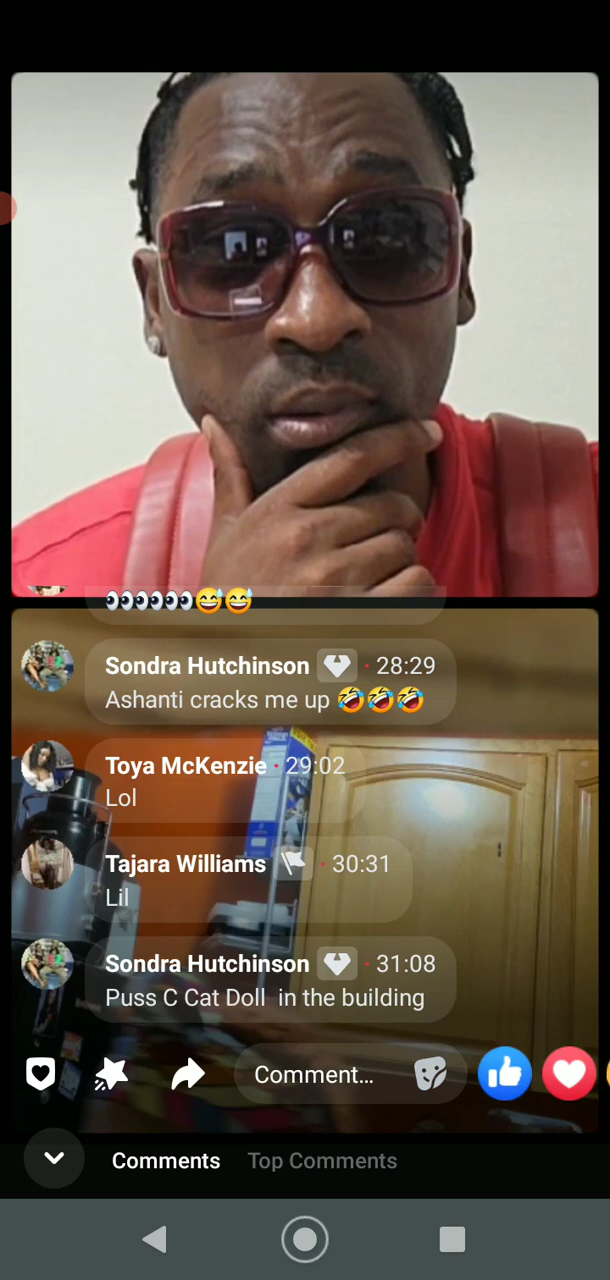 👀👀👀👀👀👀😅😅
Sondra Hutchinson · 28:29
Ashanti cracks me up 🤣🤣🤣
Toya McKenzie · 29:02
Lol
Tajara Williams · 30:31
Lil
Sondra Hutchinson · 31:08
Puss C Cat Doll in the building
Comment...
Comments Top Comments